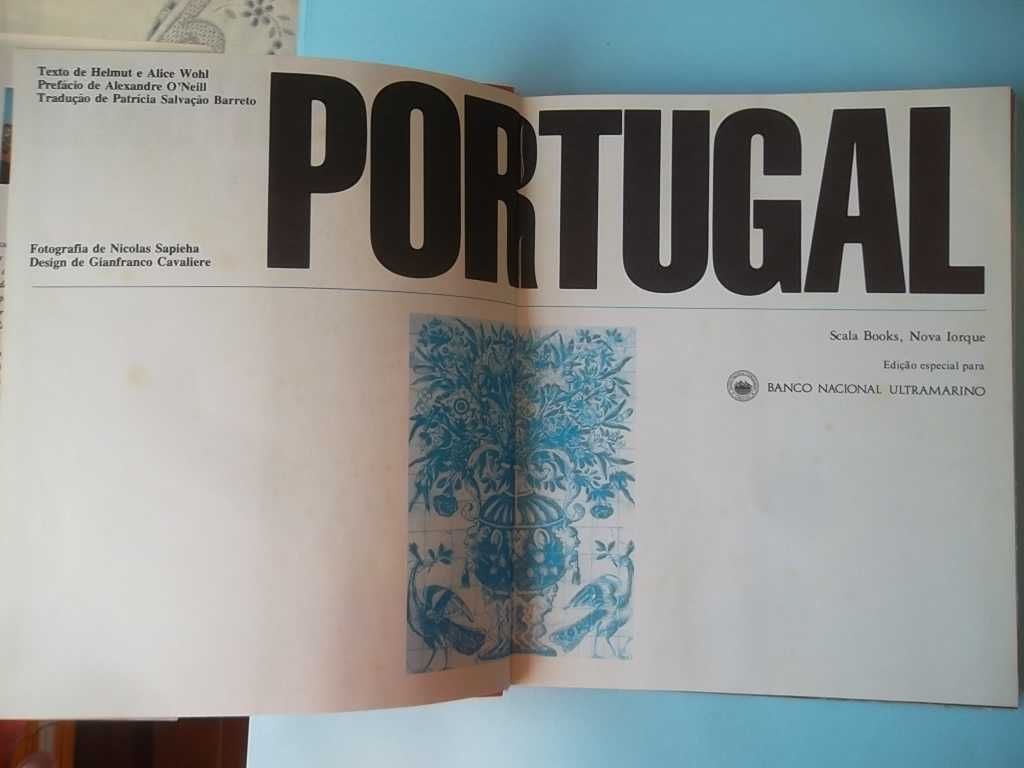 Texto de Helmut e Alice Wohl
Prefácio de Alexandre O'Neill
Tradução de Patrícia Salvação Barreto
PORTUGAL
Fotografia de Nicolas Sapieha
Design de Gianfranco Cavaliere
Scala Books, Nova Iorque
Edição especial para
BANCO NACIONAL ULTRAMARINO